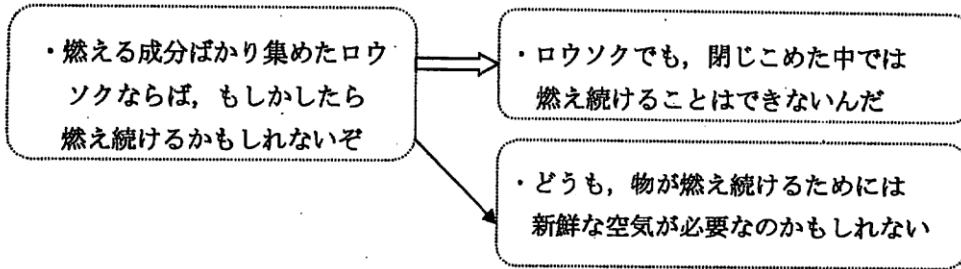 ・燃える成分ばかり集めたロウ
ソクならば，もしかしたら
燃え続けるかもしれないぞ
・ロウソクでも，閉じこめた中では
燃え続けることはできないんだ
・どうも，物が燃え続けるためには
新鮮な空気が必要なのかもしれない